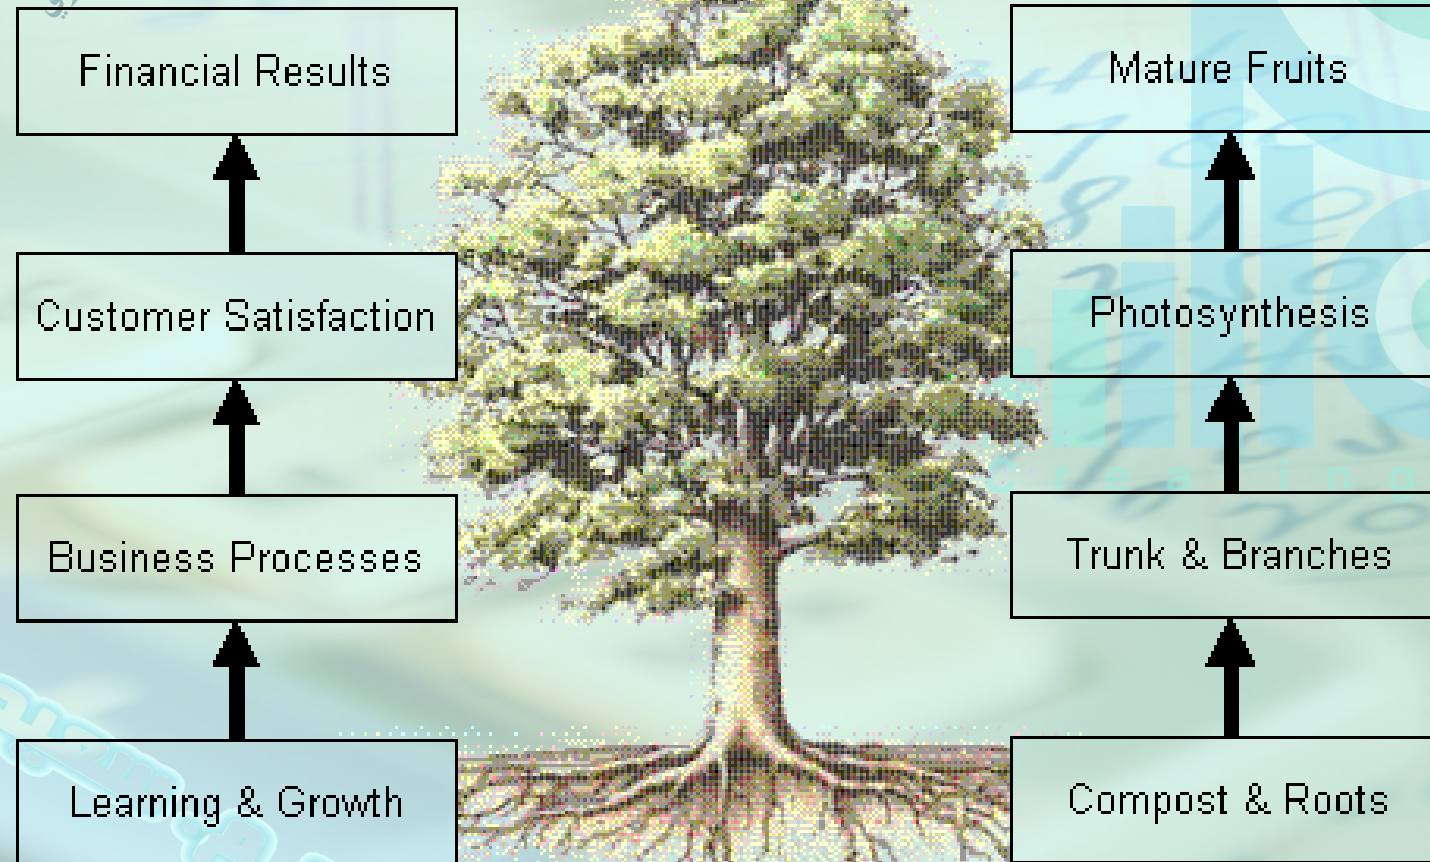 Financial Results
Mature Fruits
Customer Satisfaction
Photosynthesis
Business Processes
Trunk & Branches
Learning & Growth
Compost & Roots